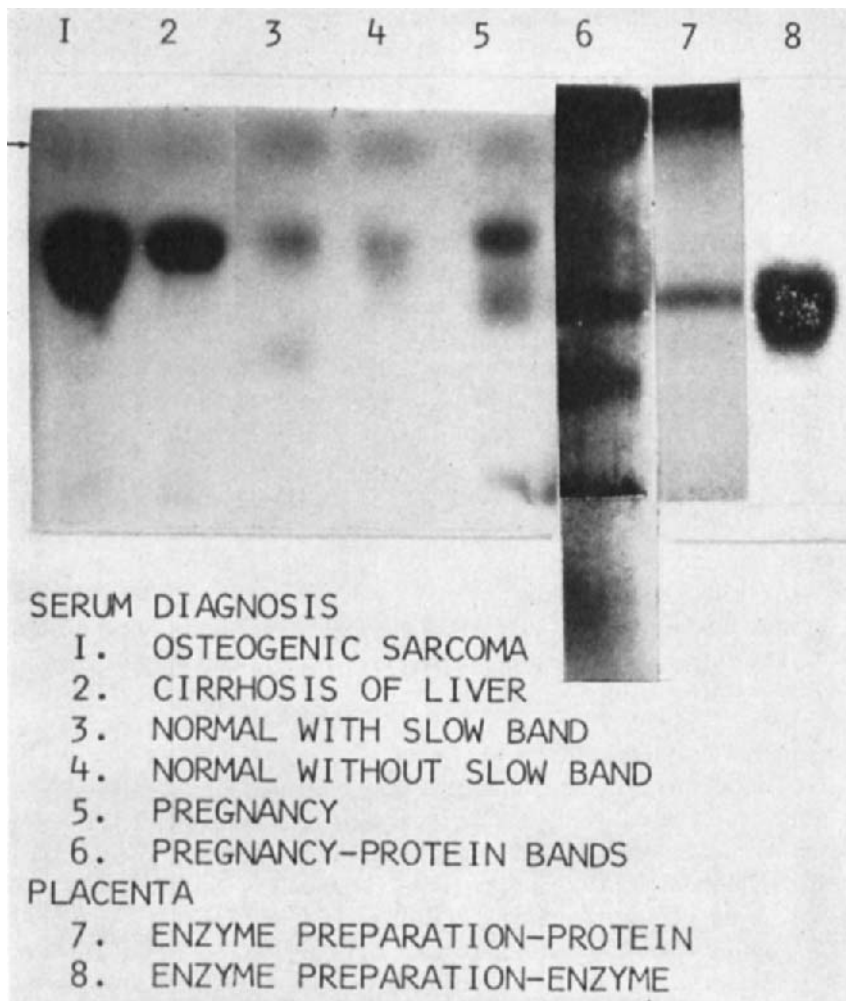 1 2 3 4 5 6 7 8
SERUM DIAGNOSIS
1. OSTEOGENIC SARCOMA
2. CIRRHOSIS OF LIVER
3. NORMAL WITH SLOW BAND
4. NORMAL WITHOUT SLOW BAND
5. PREGNANCY
6. PREGNANCY-PROTEIN BANDS
PLACENTA
7. ENZYME PREPARATION-PROTEIN
8. ENZYME PREPARATION-ENZYME